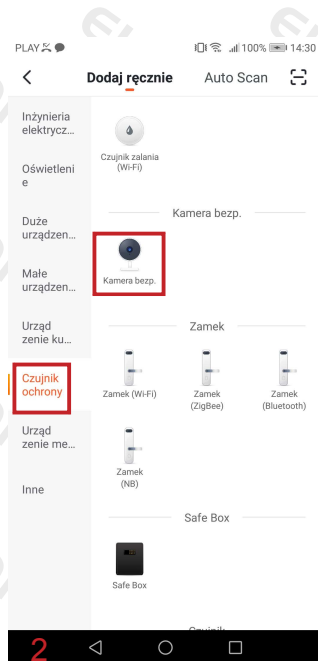 PLAY
100% 14:30
Dodaj ręcznie Auto Scan
Inżynieria
elektrycz...
Oświetleni
e
Duże
urządzen...
Małe
urządzen...
Urząd
zenie ku...
Czujnik
ochrony
Urząd
zenie me...
Inne
Czujnik zalania
(Wi-Fi)
Kamera bezp.
Kamera bezp.
Zamek
Zamek (Wi-Fi)
Zamek
(ZigBee)
Zamek
(Bluetooth)
Zamek
(NB)
Safe Box
Safe Box
2